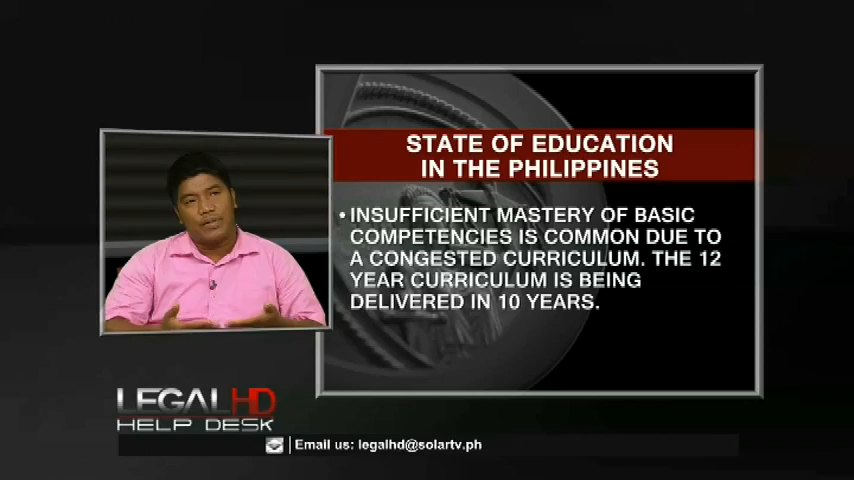 STATE OF EDUCATION
IN THE PHILIPPINES
• INSUFFICIENT MASTERY OF BASIC
COMPETENCIES IS COMMON DUE TO
A CONGESTED CURRICULUM. THE 12
YEAR CURRICULUM IS BEING
DELIVERED IN 10 YEARS.
LEGALHD
HELP DESK
Email us: legalhd@solartv.ph